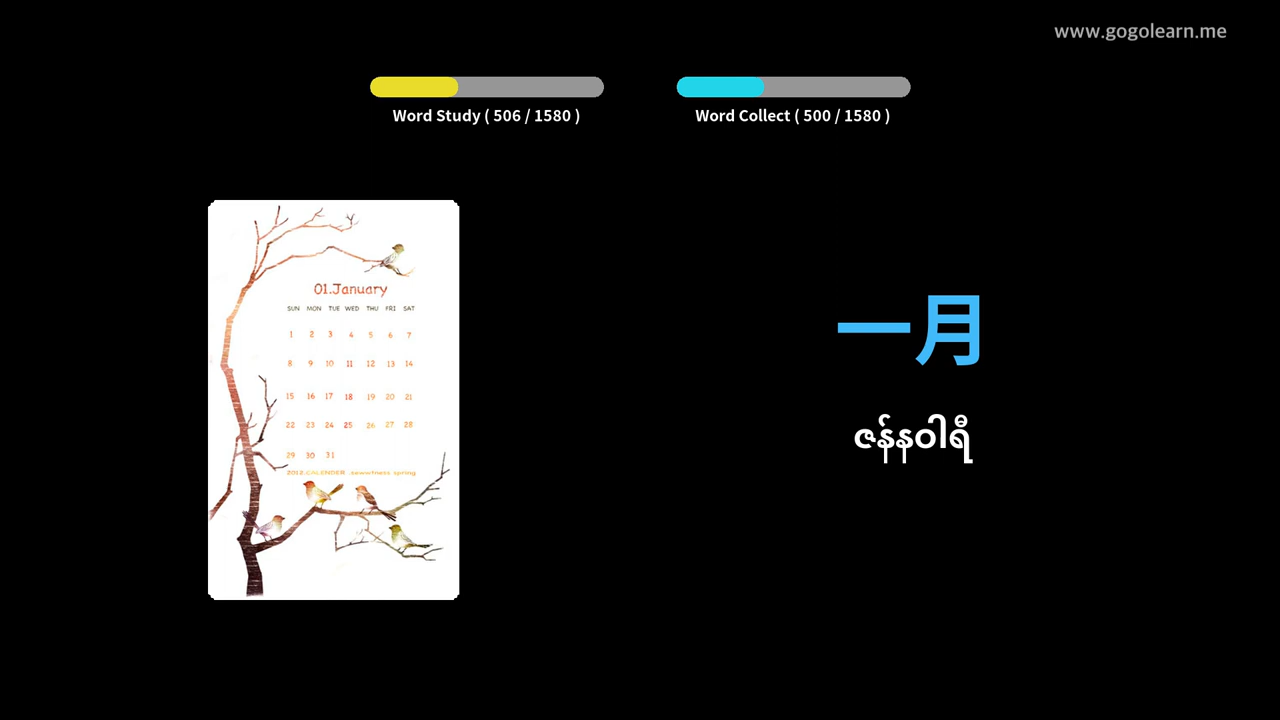 www.gogolearn.me
Word Study ( 506 / 1580 )
Word Collect ( 500 / 1580 )
01.January
SUN MON TUE WED THU FRI SAT
1 2 3 4 5 6 7
8 9 10 11 12 13 14
15 16 17 18 19 20 21
22 23 24 25 26 27 28
29 30 31
CALENDER spring
一月
ဇန်နဝါရီ